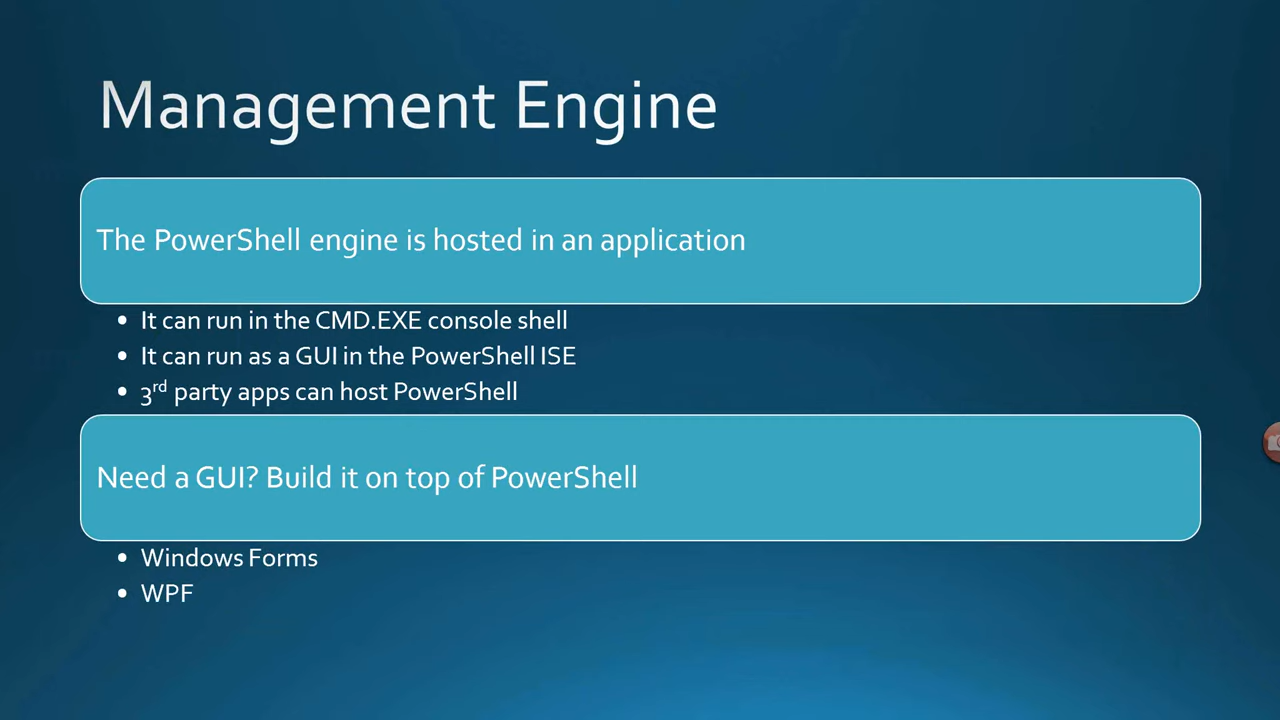 Management Engine
The PowerShell engine is hosted in an application
• It can run in the CMD.EXE console shell
• It can run as a GUI in the PowerShell ISE
• 3rd party apps can host PowerShell
Need a GUI? Build it on top of PowerShell
• Windows Forms
• WPF